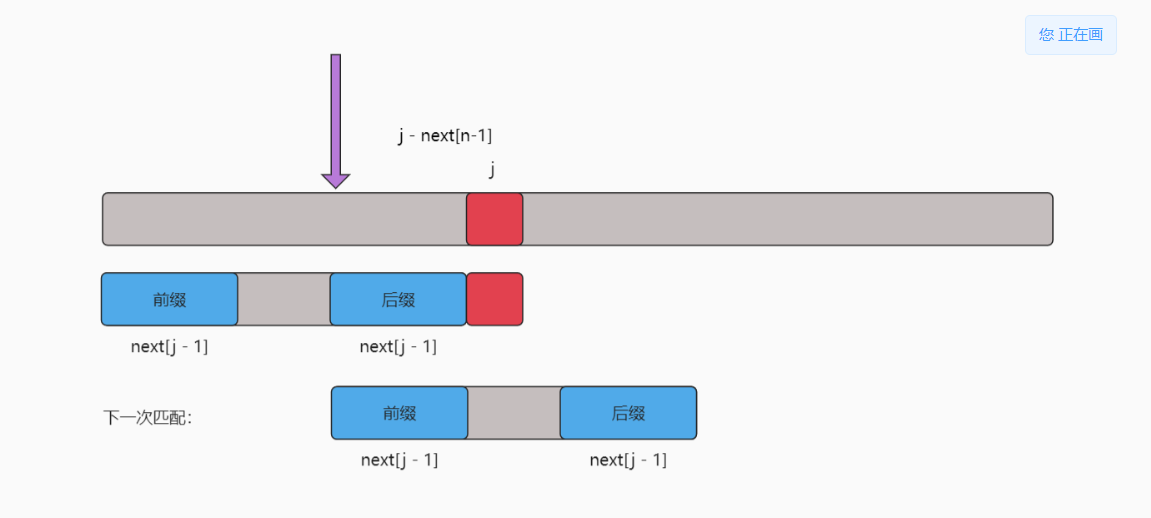 您 正在画
j - next[n-1]
j
前缀
后缀
next[j - 1]
next[j - 1]
下一次匹配：
前缀
后缀
next[j - 1]
next[j - 1]